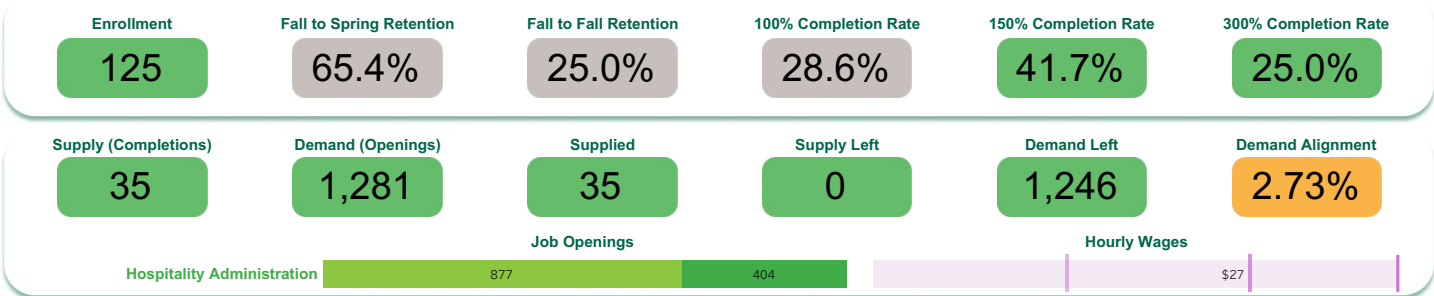 Enrollment Fall to Spring Retention Fall to Fall Retention 100% Completion Rate 150% Completion Rate 300% Completion Rate
125 65.4% 25.0% 28.6% 41.7% 25.0%
Supply (Completions) Demand (Openings) Supplied Supply Left Demand Left Demand Alignment
35 1,281 35 0 1,246 2.73%
Job Openings Hourly Wages
Hospitality Administration 877 404 $27